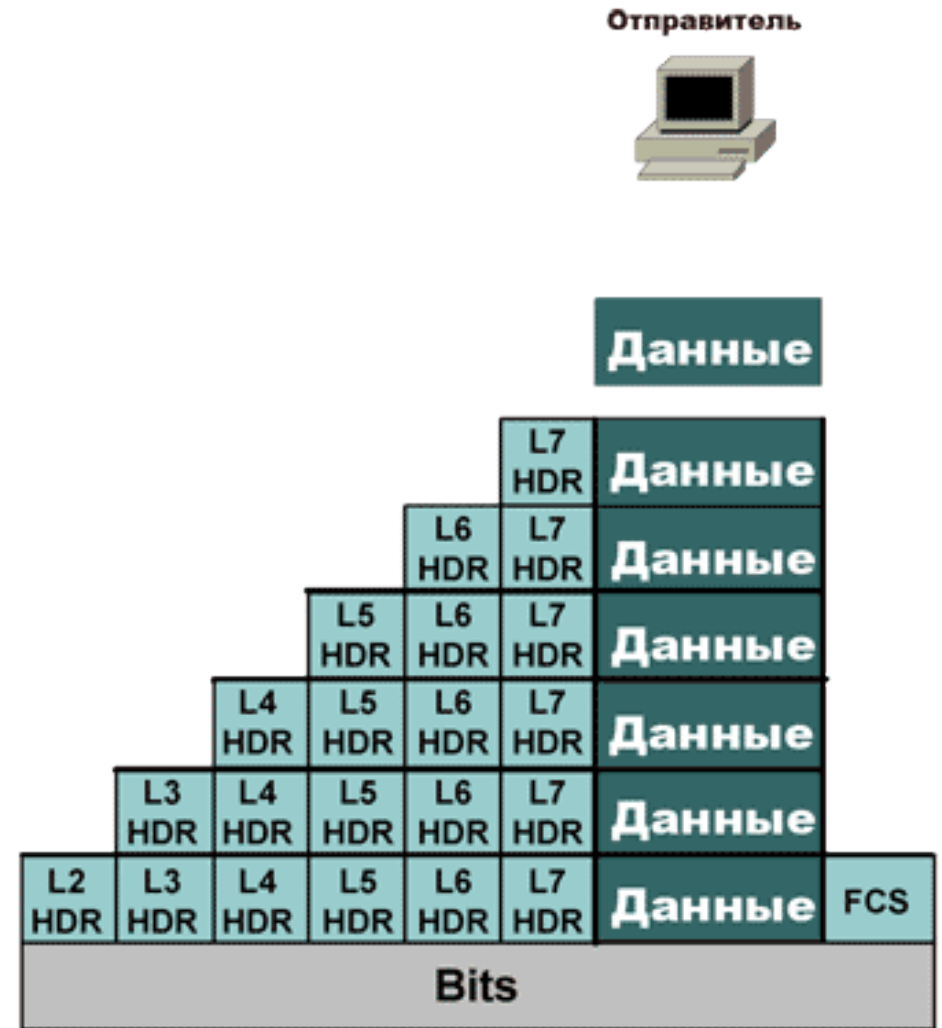 Отправитель
Данные
L7 HDR Данные
L6 HDR L7 HDR Данные
L5 HDR L6 HDR L7 HDR Данные
L4 HDR L5 HDR L6 HDR L7 HDR Данные
L3 HDR L4 HDR L5 HDR L6 HDR L7 HDR Данные
L2 HDR L3 HDR L4 HDR L5 HDR L6 HDR L7 HDR Данные FCS
Bits